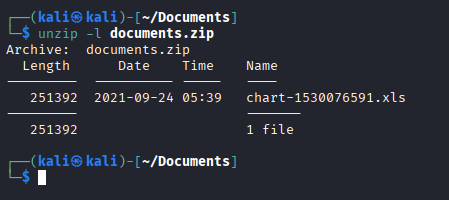 ┌──(kali㉿kali)-[~/Documents]
└─$ unzip -l documents.zip
Archive:  documents.zip
  Length      Date    Time    Name
---------  ---------- -----   ----
   251392  2021-09-24 05:39   chart-1530076591.xls
---------                     -------
   251392                     1 file
┌──(kali㉿kali)-[~/Documents]
└─$